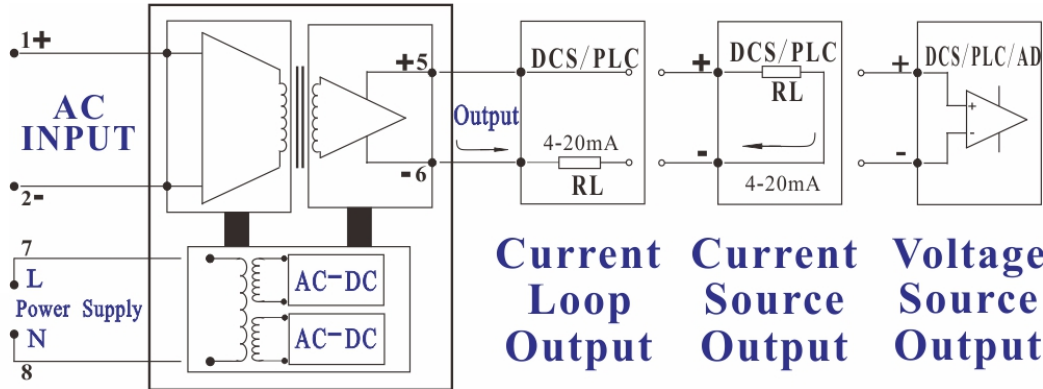 1+
AC
INPUT
2-
7
L
Power Supply
N
8
+5
-6
AC-DC
AC-DC
Output
DCS/PLC
4-20mA
RL
Current
Loop
Output
+
DCS/PLC
RL
-
4-20mA
Current
Source
Output
+
DCS/PLC/AD
+
-
-
Voltage
Source
Output